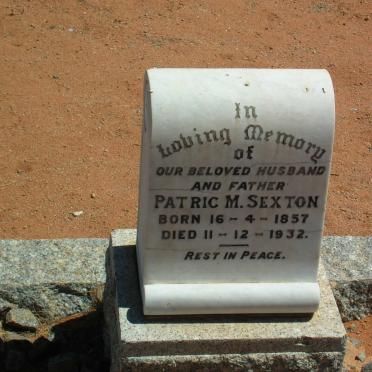 In
Loving Memory
of
OUR BELOVED HUSBAND
AND FATHER
PATRIC M. SEXTON
BORN 16 - 4 - 1857
DIED 11 - 12 - 1932.
REST IN PEACE.